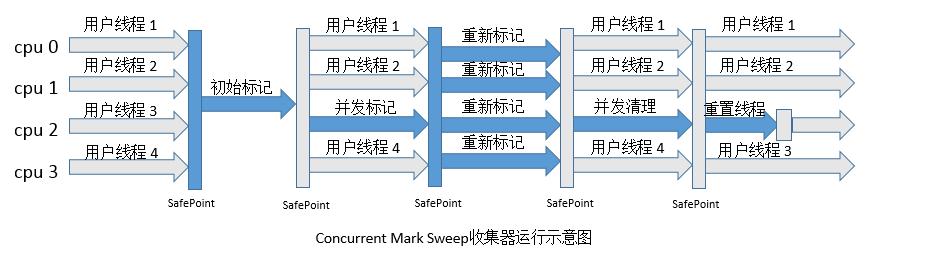 用户线程 1 用户线程 1 重新标记 用户线程 1 用户线程 1
cpu 0
用户线程 2 初始标记 用户线程 2 重新标记 用户线程 2 用户线程 2
cpu 1
用户线程 3 并发标记 重新标记 并发清理 重置线程
cpu 2
用户线程 4 用户线程 4 重新标记 用户线程 4 用户线程 3
cpu 3
SafePoint SafePoint SafePoint SafePoint SafePoint
Concurrent Mark Sweep收集器运行示意图